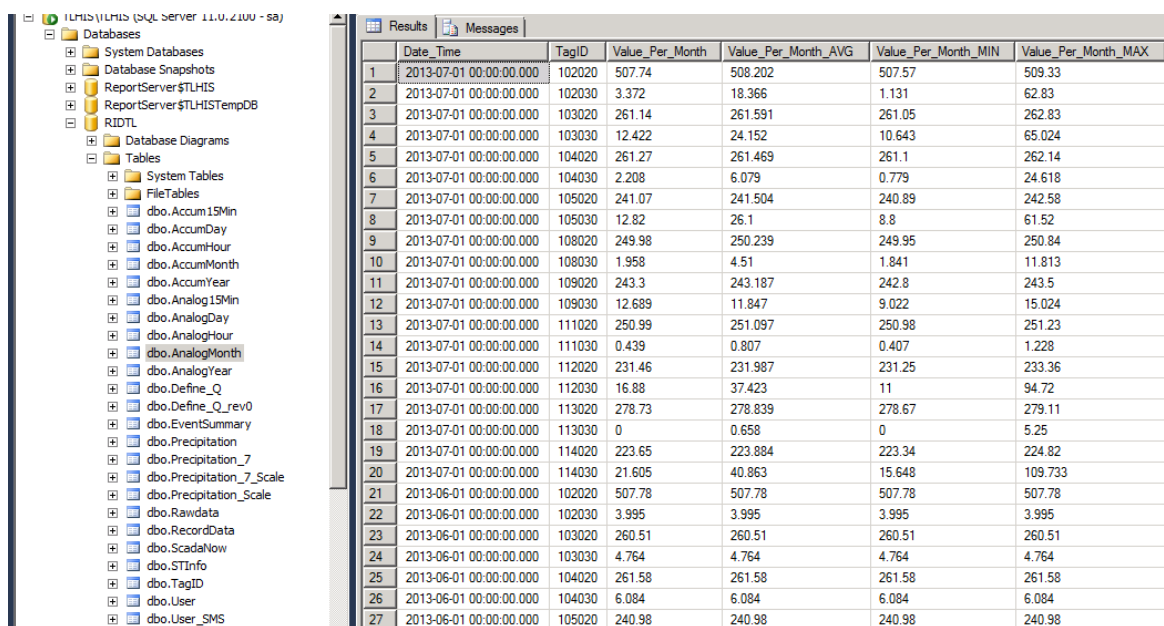 TLHIS\TLHIS (SQL Server 11.0.2100 - sa)
Databases
System Databases
Database Snapshots
ReportServer$TLHIS
ReportServer$TLHISTempDB
RIDTL
Database Diagrams
Tables
System Tables
FileTables
dbo.Accum15Min
dbo.AccumDay
dbo.AccumHour
dbo.AccumMonth
dbo.AccumYear
dbo.Analog15Min
dbo.AnalogDay
dbo.AnalogHour
dbo.AnalogMonth
dbo.AnalogYear
dbo.Define_Q
dbo.Define_Q_rev0
dbo.EventSummary
dbo.Precipitation
dbo.Precipitation_7
dbo.Precipitation_7_Scale
dbo.Precipitation_Scale
dbo.Rawdata
dbo.RecordData
dbo.ScadaNow
dbo.STInfo
dbo.TagID
dbo.User
dbo.User_SMS
Results Messages
Date_Time TagID Value_Per_Month Value_Per_Month_AVG Value_Per_Month_MIN Value_Per_Month_MAX
1 2013-07-01 00:00:00.000 102020 507.74 508.202 507.57 509.33
2 2013-07-01 00:00:00.000 102030 3.372 18.366 1.131 62.83
3 2013-07-01 00:00:00.000 103020 261.14 261.591 261.05 262.83
4 2013-07-01 00:00:00.000 103030 12.422 24.152 10.643 65.024
5 2013-07-01 00:00:00.000 104020 261.27 261.469 261.1 262.14
6 2013-07-01 00:00:00.000 104030 2.208 6.079 0.779 24.618
7 2013-07-01 00:00:00.000 105020 241.07 241.504 240.89 242.58
8 2013-07-01 00:00:00.000 105030 12.82 26.1 8.8 61.52
9 2013-07-01 00:00:00.000 108020 249.98 250.239 249.95 250.84
10 2013-07-01 00:00:00.000 108030 1.958 4.51 1.841 11.813
11 2013-07-01 00:00:00.000 109020 243.3 243.187 242.8 243.5
12 2013-07-01 00:00:00.000 109030 12.689 11.847 9.022 15.024
13 2013-07-01 00:00:00.000 111020 250.99 251.097 250.98 251.23
14 2013-07-01 00:00:00.000 111030 0.439 0.807 0.407 1.228
15 2013-07-01 00:00:00.000 112020 231.46 231.987 231.25 233.36
16 2013-07-01 00:00:00.000 112030 16.88 37.423 11 94.72
17 2013-07-01 00:00:00.000 113020 278.73 278.839 278.67 279.11
18 2013-07-01 00:00:00.000 113030 0 0.658 0 5.25
19 2013-07-01 00:00:00.000 114020 223.65 223.884 223.34 224.82
20 2013-07-01 00:00:00.000 114030 21.605 40.863 15.648 109.733
21 2013-06-01 00:00:00.000 102020 507.78 507.78 507.78 507.78
22 2013-06-01 00:00:00.000 102030 3.995 3.995 3.995 3.995
23 2013-06-01 00:00:00.000 103020 260.51 260.51 260.51 260.51
24 2013-06-01 00:00:00.000 103030 4.764 4.764 4.764 4.764
25 2013-06-01 00:00:00.000 104020 261.58 261.58 261.58 261.58
26 2013-06-01 00:00:00.000 104030 6.084 6.084 6.084 6.084
27 2013-06-01 00:00:00.000 105020 240.98 240.98 240.98 240.98